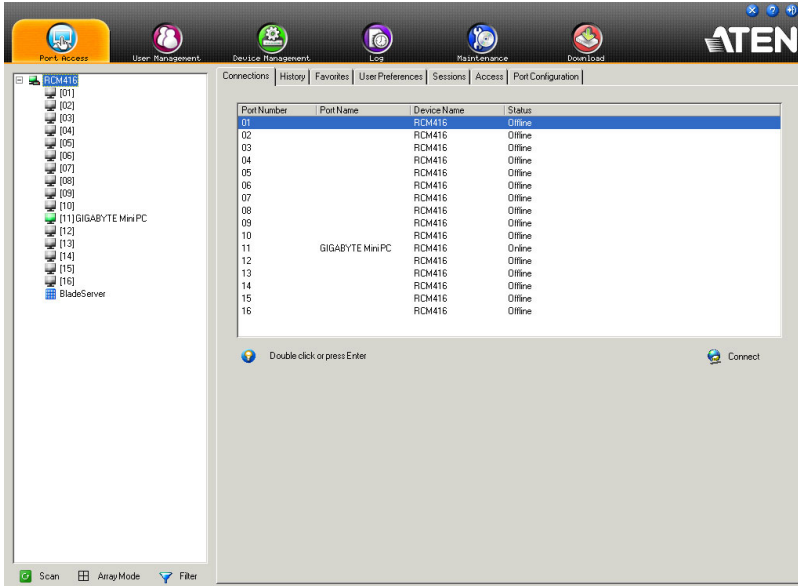 ATEN
Port Access
User Management
Device Management
Log
Maintenance
Download
RCM416
[01]
[02]
[03]
[04]
[05]
[06]
[07]
[08]
[09]
[10]
[11]GIGABYTE Mini PC
[12]
[13]
[14]
[15]
[16]
BladeServer
Scan
Array Mode
Filter
Connections
History
Favorites
User Preferences
Sessions
Access
Port Configuration
Port Number Port Name Device Name Status
01 RCM416 Offline
02 RCM416 Offline
03 RCM416 Offline
04 RCM416 Offline
05 RCM416 Offline
06 RCM416 Offline
07 RCM416 Offline
08 RCM416 Offline
09 RCM416 Offline
10 RCM416 Offline
11 GIGABYTE Mini PC RCM416 Online
12 RCM416 Offline
13 RCM416 Offline
14 RCM416 Offline
15 RCM416 Offline
16 RCM416 Offline
Double click or press Enter
Connect